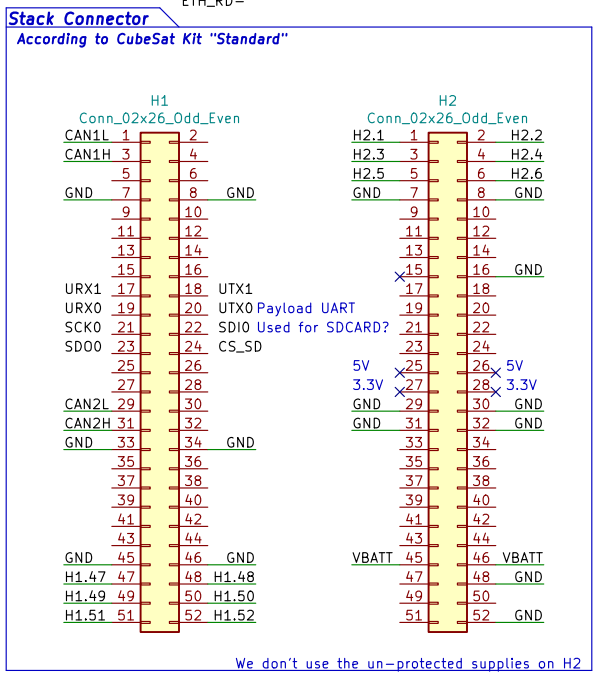 ETH_RD-
Stack Connector
According to CubeSat Kit "Standard"
H1 H2
Conn_02x26_Odd_Even Conn_02x26_Odd_Even
CAN1L 1 2 H2.1 1 2 H2.2
CAN1H 3 4 H2.3 3 4 H2.4
5 6 H2.5 5 6 H2.6
GND 7 8 GND GND 7 8 GND
9 10 9 10
11 12 11 12
13 14 13 14
15 16 15 16 GND
URX1 17 18 UTX1 17 18
URX0 19 20 UTX0 Payload UART 19 20
SCK0 21 22 SDI0 Used for SDCARD? 21 22
SDO0 23 24 CS_SD 23 24
25 26 5V 25 26 5V
27 28 3.3V 27 28 3.3V
CAN2L 29 30 GND 29 30 GND
CAN2H 31 32 GND 31 32 GND
GND 33 34 GND 33 34
35 36 35 36
37 38 37 38
39 40 39 40
41 42 41 42
43 44 43 44
GND 45 46 GND VBATT 45 46 VBATT
H1.47 47 48 H1.48 47 48 GND
H1.49 49 50 H1.50 49 50
H1.51 51 52 H1.52 51 52 GND
We don't use the un-protected supplies on H2